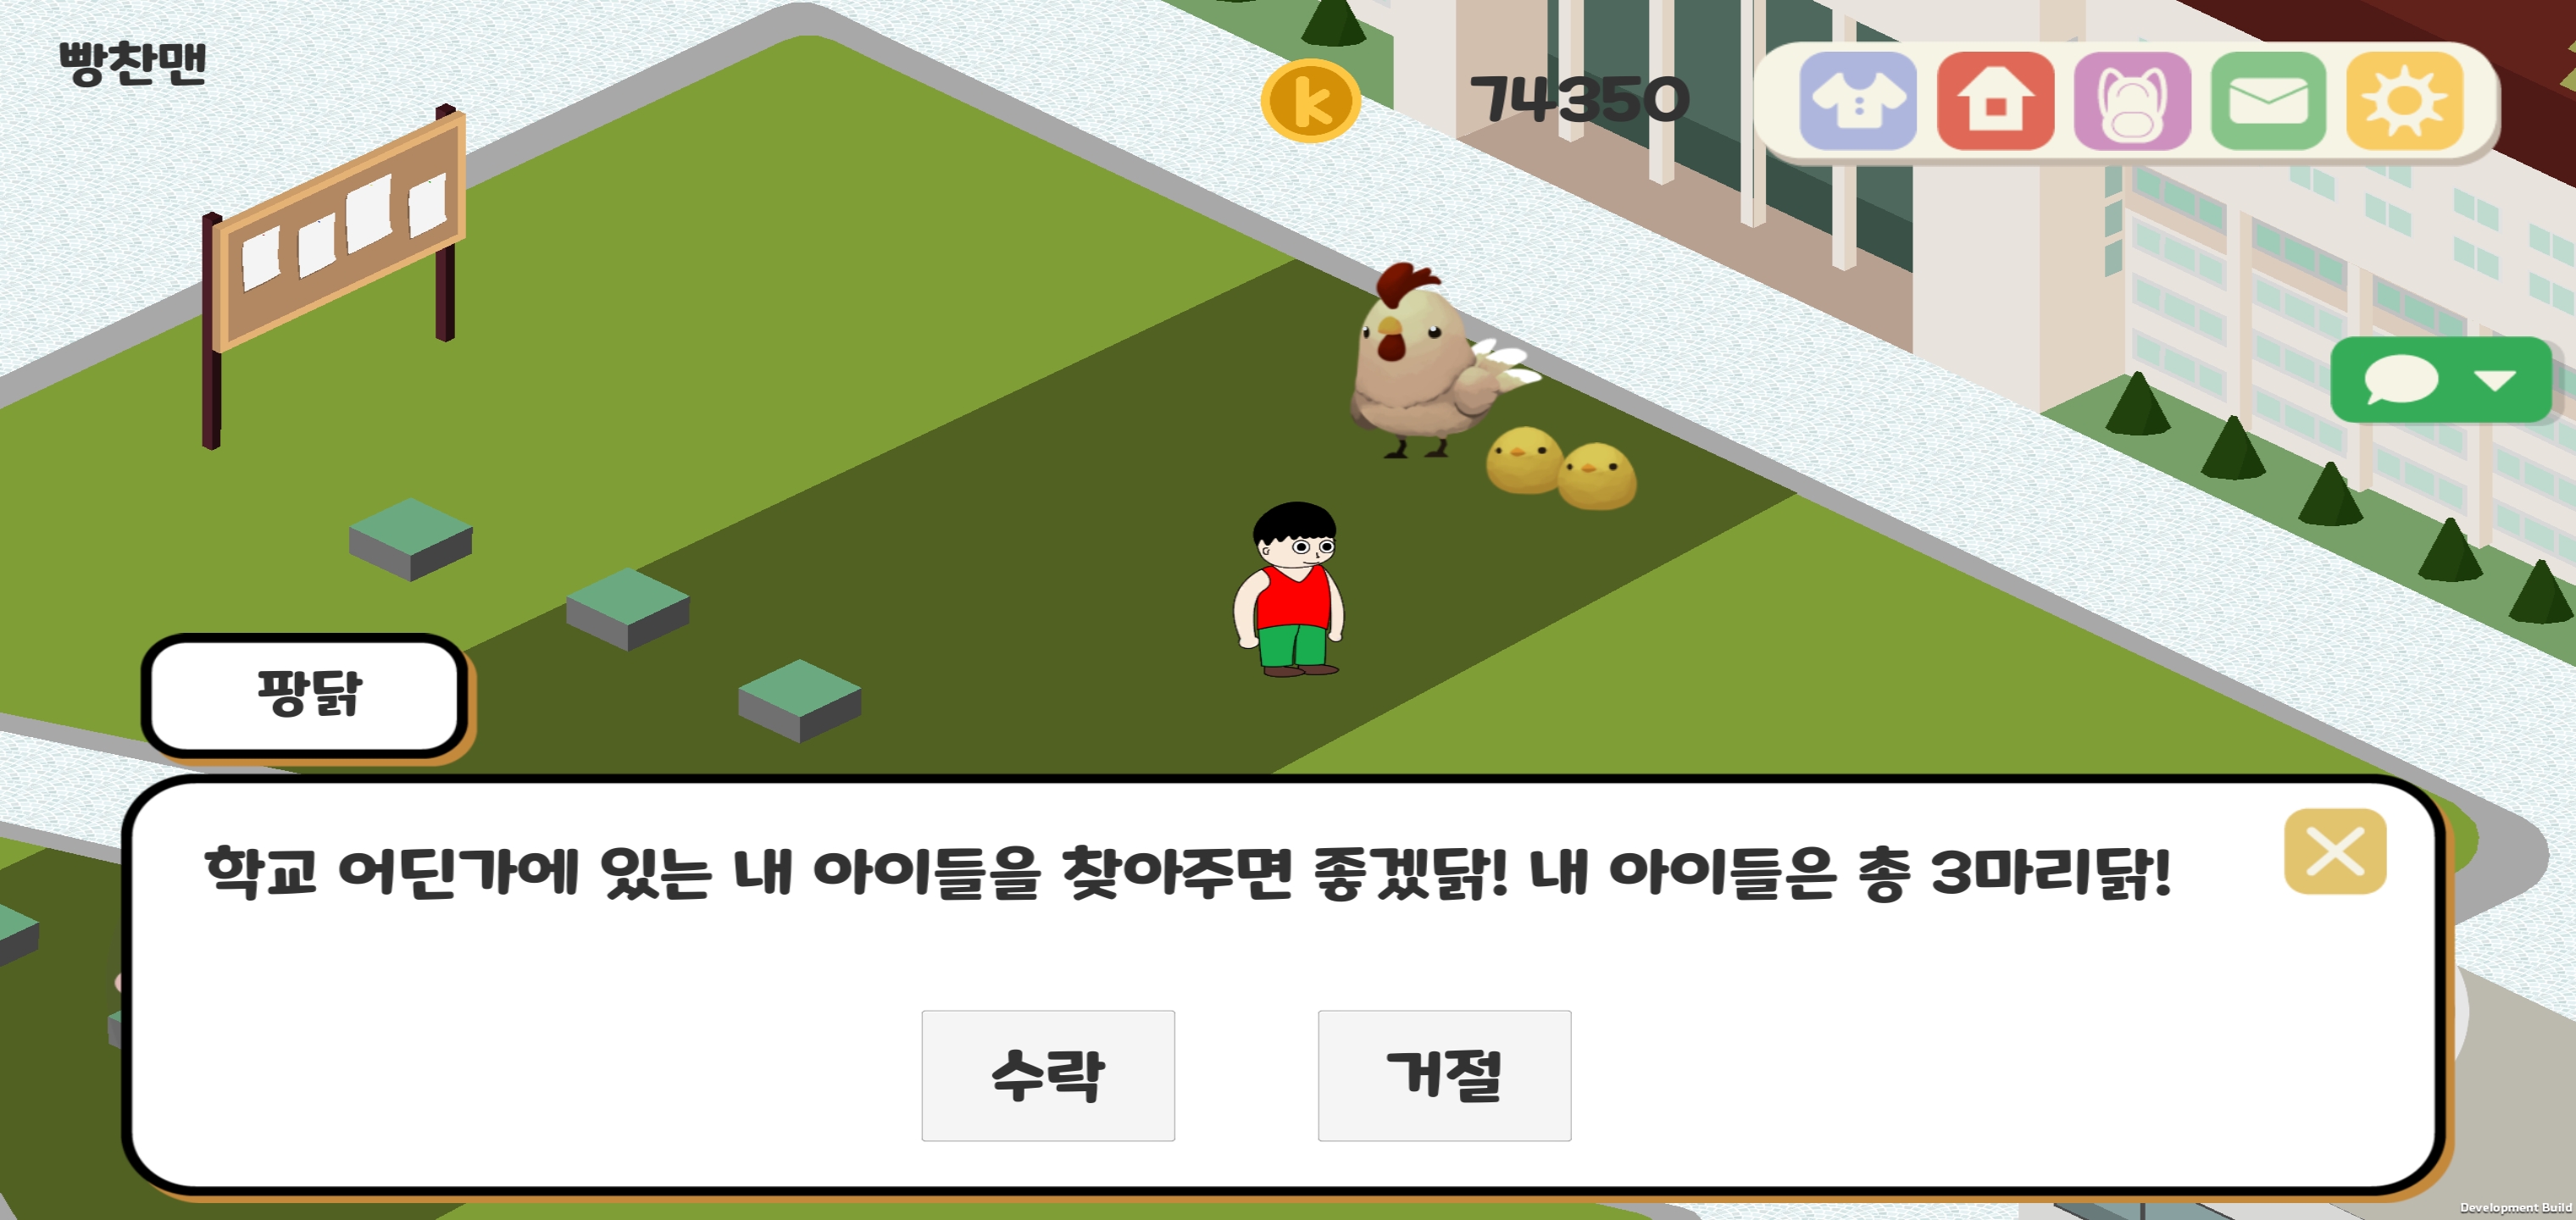 빵찬맨
k
74350
팡닭
학교 어딘가에 있는 내 아이들을 찾아주면 좋겠닭! 내 아이들은 총 3마리닭!
수락
거절
Development Build